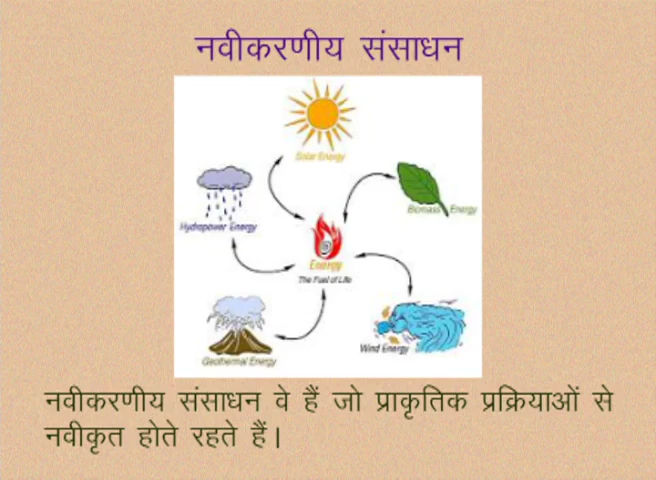 नवीकरणीय संसाधन
Solar Energy
Biomass Energy
Hydropower Energy
Energy
The Fuel of Life
Wind Energy
Geothermal Energy
नवीकरणीय संसाधन वे हैं जो प्राकृतिक प्रक्रियाओं से
नवीकृत होते रहते हैं।